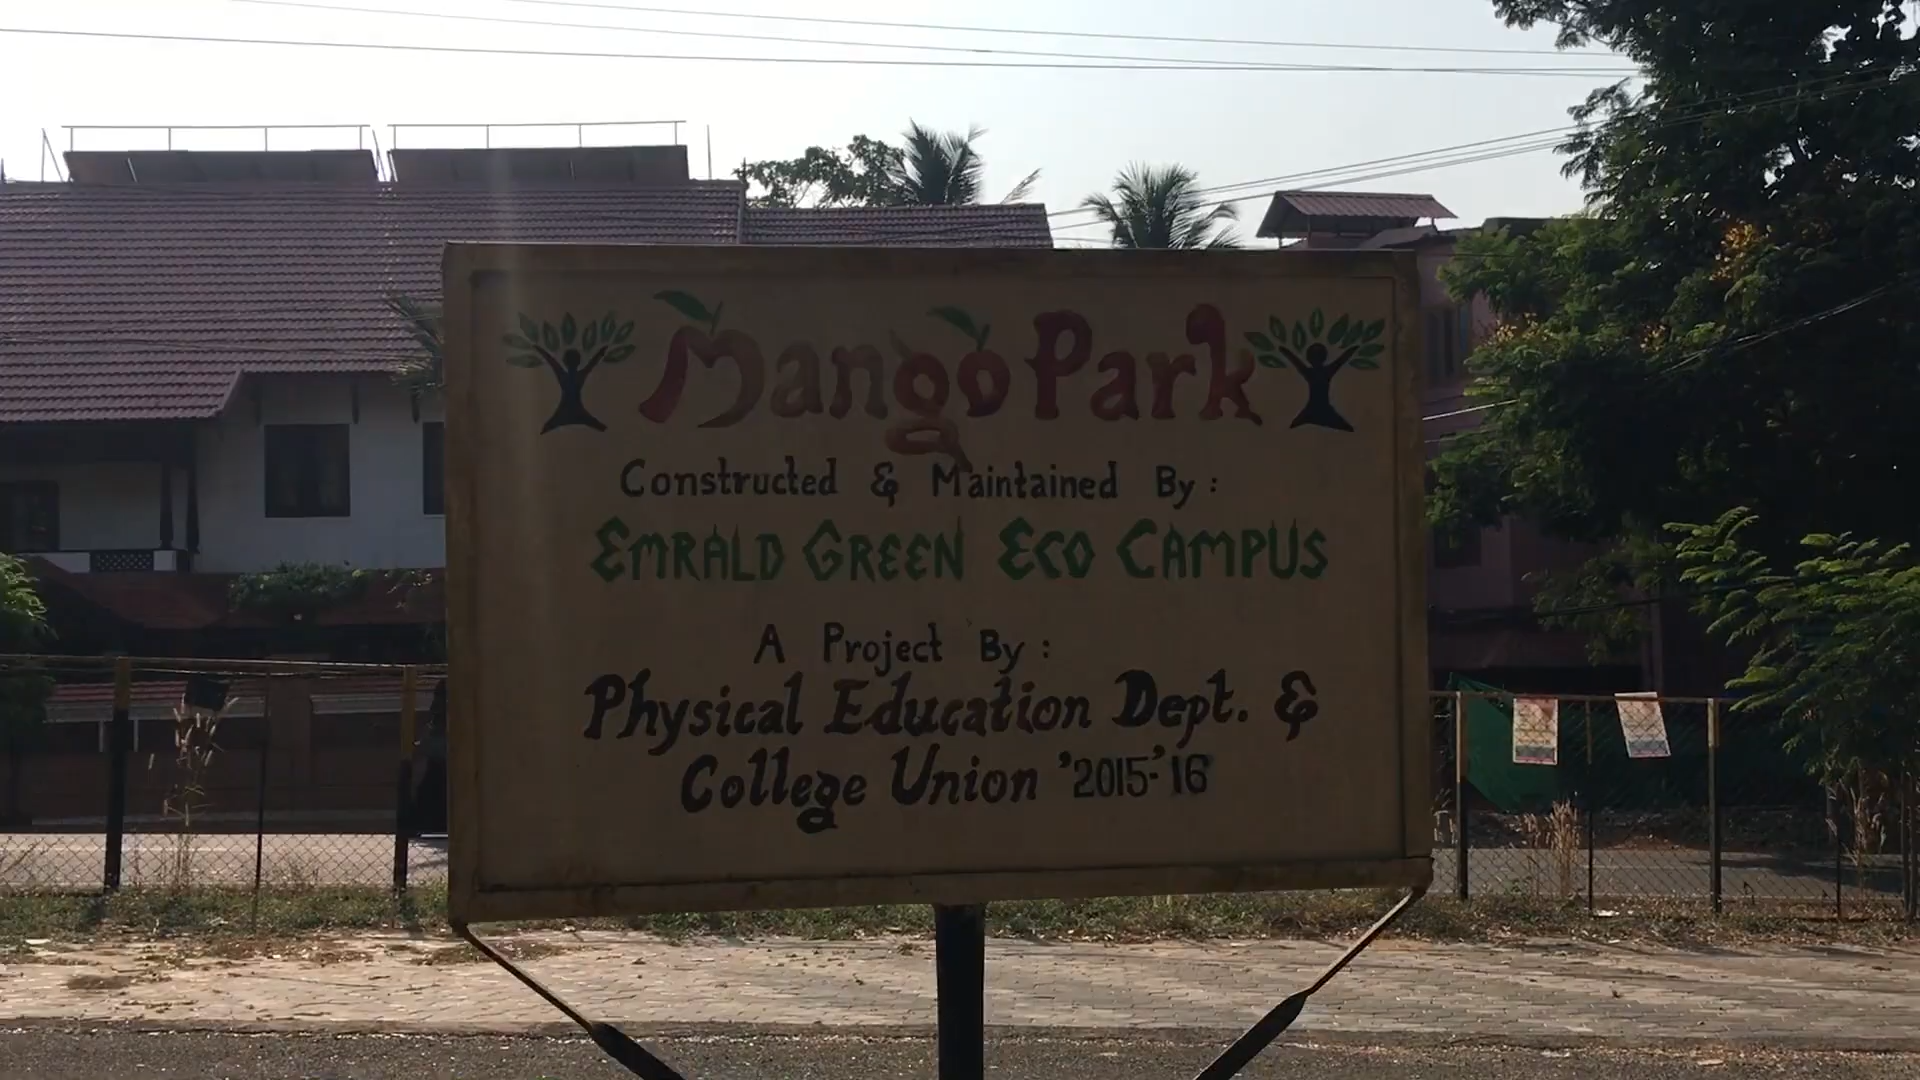 Mango Park
Constructed & Maintained By :
EMRALD GREEN ECO CAMPUS
A Project By :
Physical Education Dept. &
College Union '2015-'16